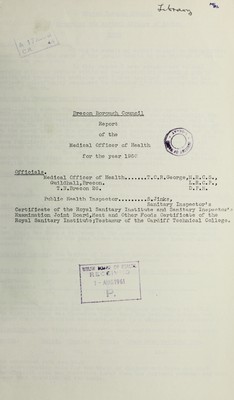 Library
Brecon Borough Council
Report
of the
Medical Officer of Health
for the year 1960
Officials.
Medical Officer of Health......T.C.R.George,M.R.C.S.,
Guildhall,Brecon. L.R.C.P.,
T.N.Brecon 80. D.P.H.
Public Health Inspector.........S.Finks,
Sanitary Inspector's
Certificate of the Royal Sanitary Institute and Sanitary Inspector's
Examination Joint Board,Meat and Other Foods Certificate of the
Royal Sanitary Institute;Testamur of the Cardiff Technical College.
P.